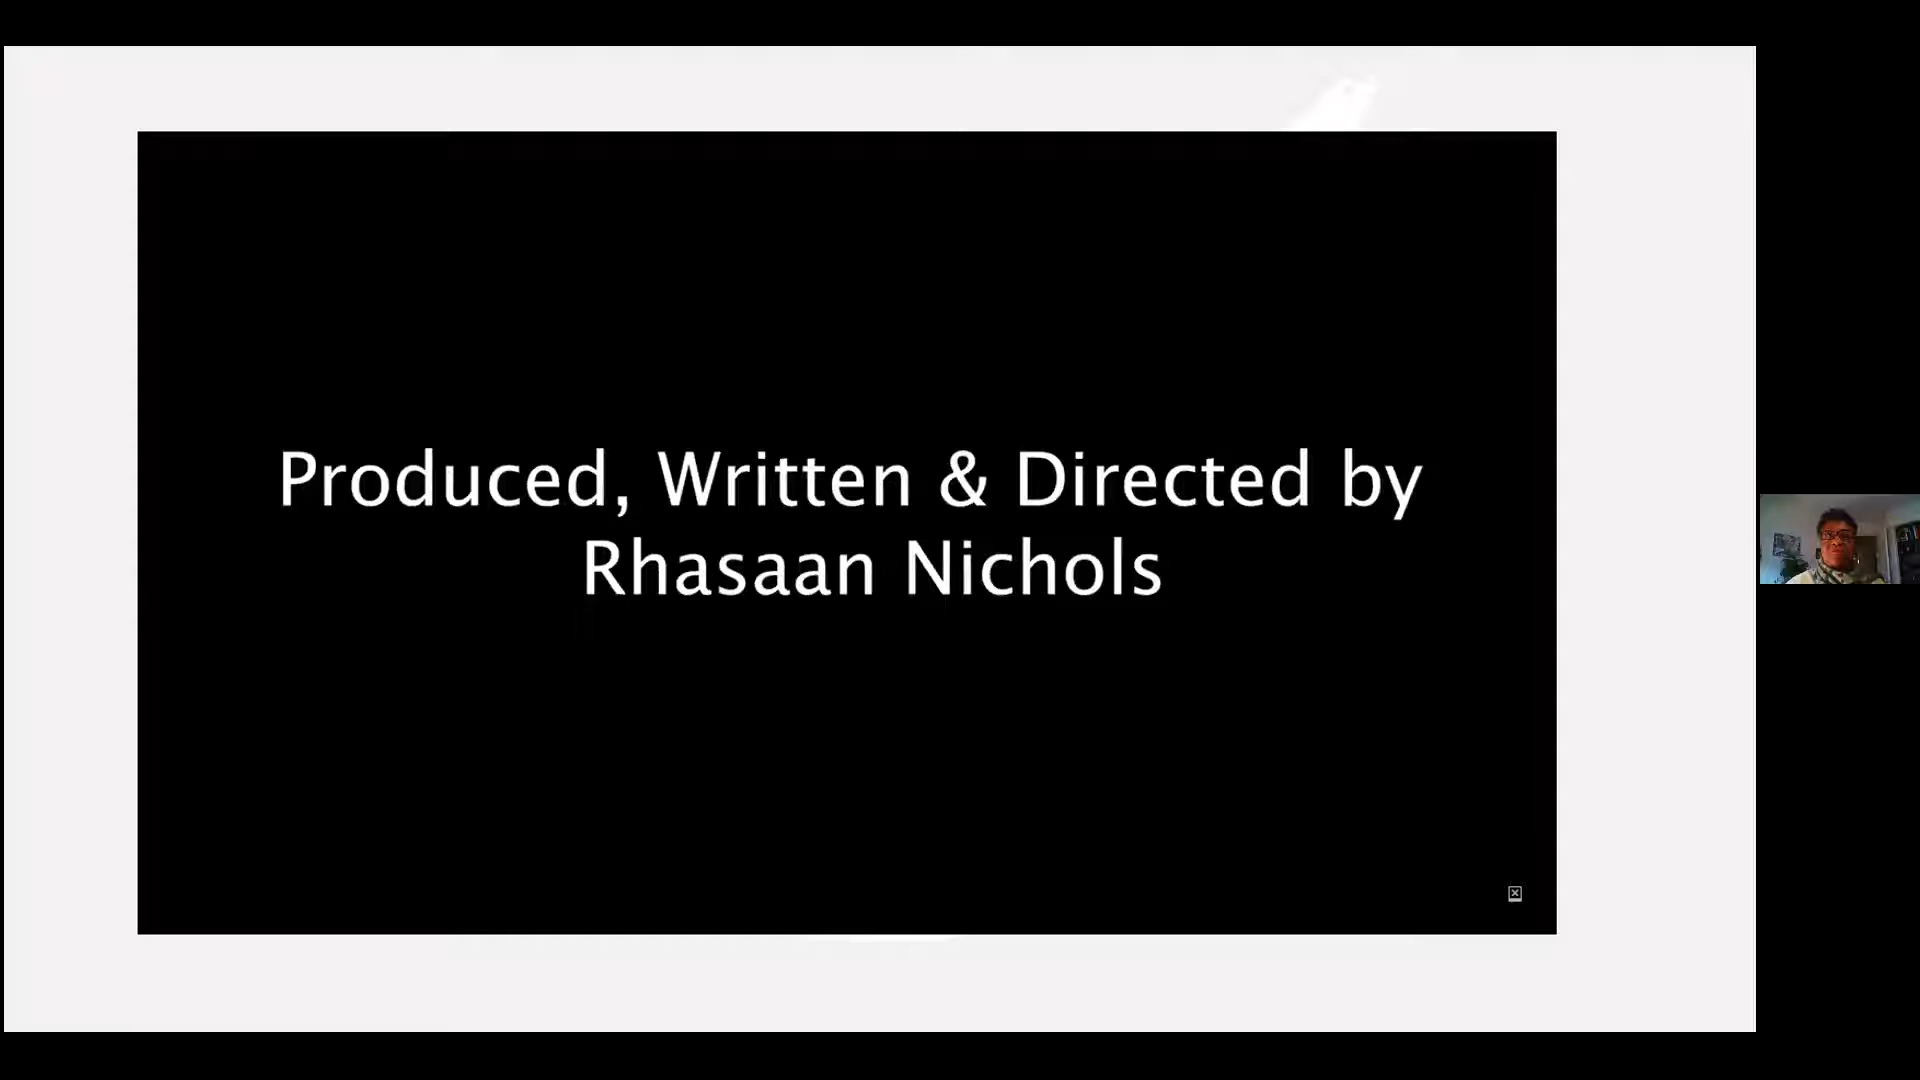 Produced, Written & Directed by
Rhasaan Nichols